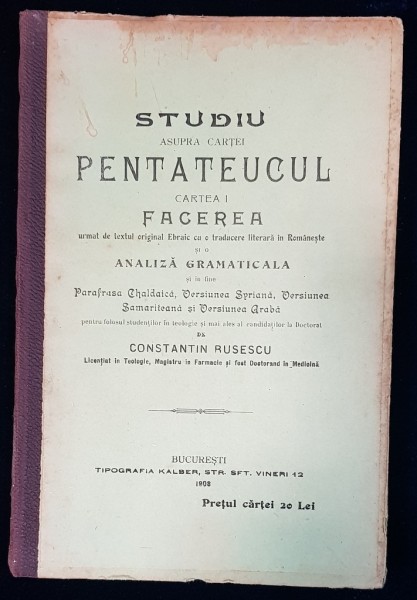 STUDIU
ASUPRA CARȚEI
PENTATEUCUL
CARTEA I
FACEREA
urmat de textul original Ebraic cu o traducere literară în Românește
și o
ANALIZĂ GRAMATICALA
și în fine
Parafrasa Chaldaică, Versiunea Syriană, Versiunea
Samariteană și Versiunea Arabă
pentru folosul studenților în teologie și mai ales al candidaților la Doctorat
DE
CONSTANTIN RUSESCU
Licențiat în Teologie, Magistru în Farmacie și fost Doctorand în Medicină
BUCUREȘTI
TIPOGRAFIA KALBER, STR. SFT. VINERI 12
1908
Prețul cărței 20 Lei